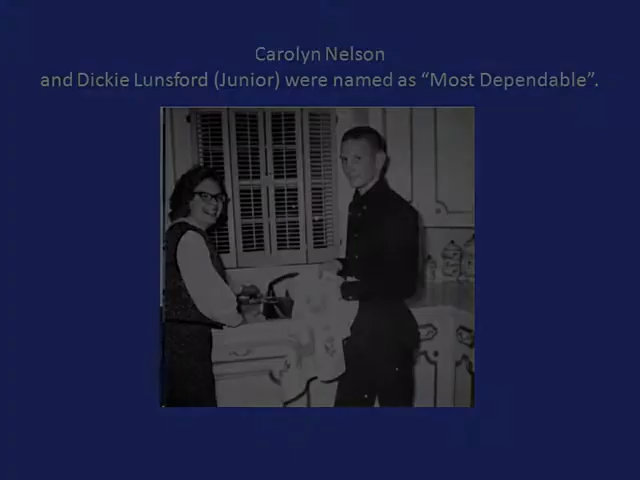 Carolyn Nelson
and Dickie Lunsford (Junior) were named as “Most Dependable”.